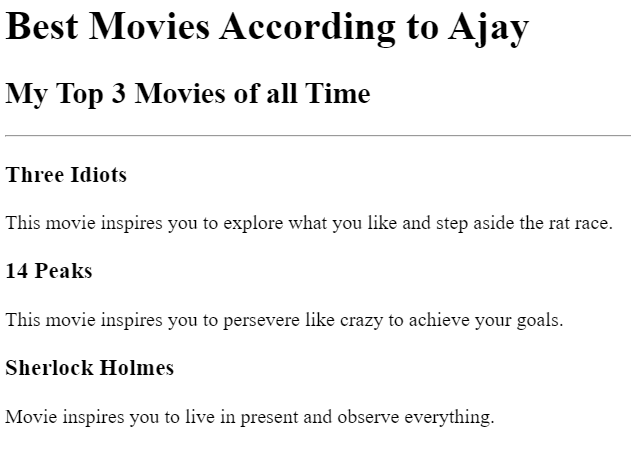 Best Movies According to Ajay
My Top 3 Movies of all Time
Three Idiots
This movie inspires you to explore what you like and step aside the rat race.
14 Peaks
This movie inspires you to persevere like crazy to achieve your goals.
Sherlock Holmes
Movie inspires you to live in present and observe everything.